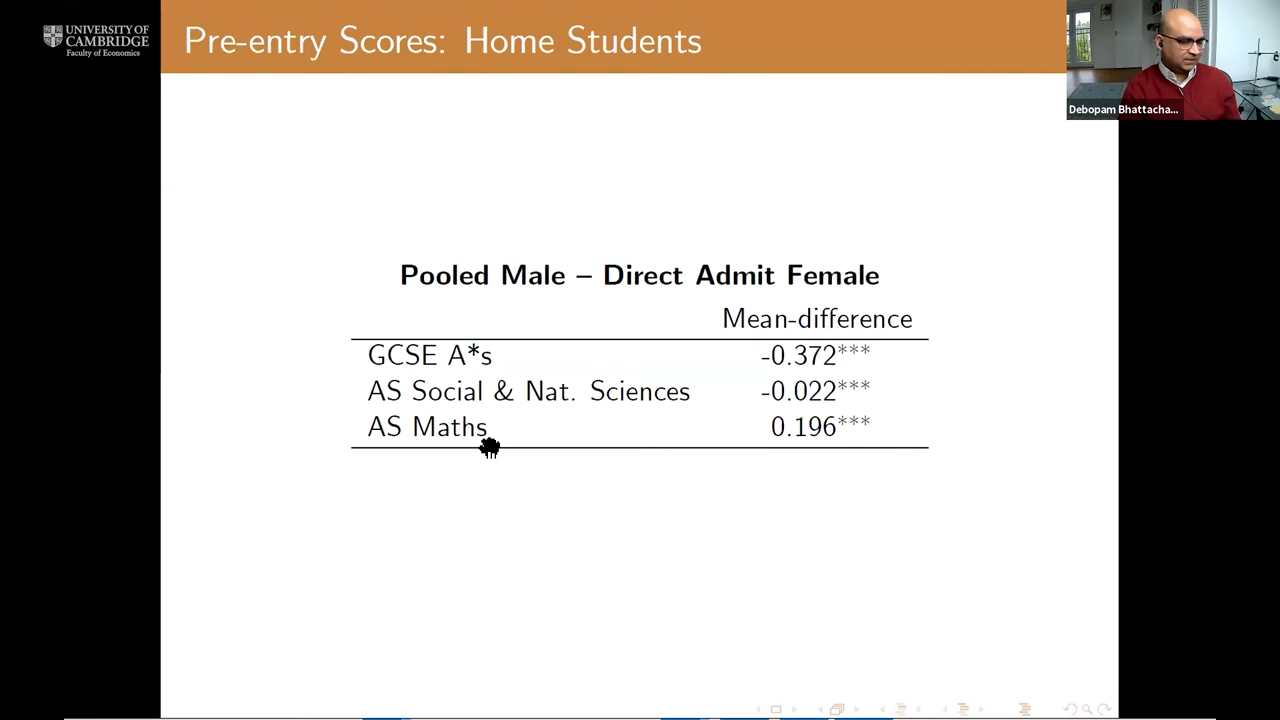 UNIVERSITY OF
CAMBRIDGE
Faculty of Economics
Pre-entry Scores: Home Students
Debopam Bhattacha...
Pooled Male – Direct Admit Female
Mean-difference
GCSE A*s -0.372***
AS Social & Nat. Sciences -0.022***
AS Maths 0.196***